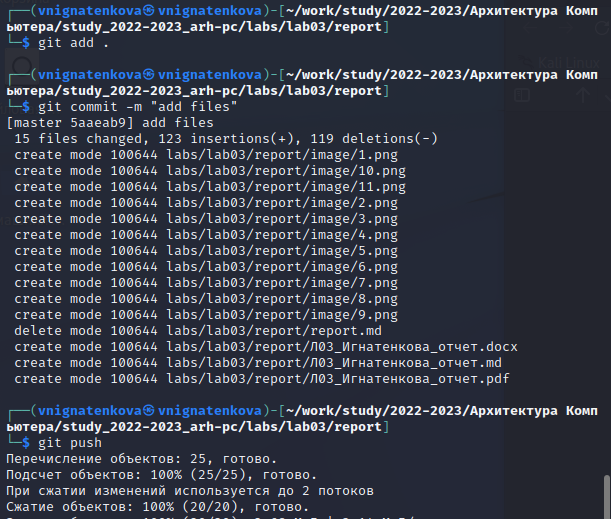 ┌──(vnignatenkova㉿vnignatenkova)-[~/work/study/2022-2023/Архитектура Комп
ьютера/study_2022-2023_arh-pc/labs/lab03/report]
└─$ git add .
┌──(vnignatenkova㉿vnignatenkova)-[~/work/study/2022-2023/Архитектура Комп
ьютера/study_2022-2023_arh-pc/labs/lab03/report]
└─$ git commit -m "add files"
[master 5aaeab9] add files
 15 files changed, 123 insertions(+), 119 deletions(-)
 create mode 100644 labs/lab03/report/image/1.png
 create mode 100644 labs/lab03/report/image/10.png
 create mode 100644 labs/lab03/report/image/11.png
 create mode 100644 labs/lab03/report/image/2.png
 create mode 100644 labs/lab03/report/image/3.png
 create mode 100644 labs/lab03/report/image/4.png
 create mode 100644 labs/lab03/report/image/5.png
 create mode 100644 labs/lab03/report/image/6.png
 create mode 100644 labs/lab03/report/image/7.png
 create mode 100644 labs/lab03/report/image/8.png
 create mode 100644 labs/lab03/report/image/9.png
 delete mode 100644 labs/lab03/report/report.md
 create mode 100644 labs/lab03/report/Л03_Игнатенкова_отчет.docx
 create mode 100644 labs/lab03/report/Л03_Игнатенкова_отчет.md
 create mode 100644 labs/lab03/report/Л03_Игнатенкова_отчет.pdf
┌──(vnignatenkova㉿vnignatenkova)-[~/work/study/2022-2023/Архитектура Комп
ьютера/study_2022-2023_arh-pc/labs/lab03/report]
└─$ git push
Перечисление объектов: 25, готово.
Подсчет объектов: 100% (25/25), готово.
При сжатии изменений используется до 2 потоков
Сжатие объектов: 100% (20/20), готово.